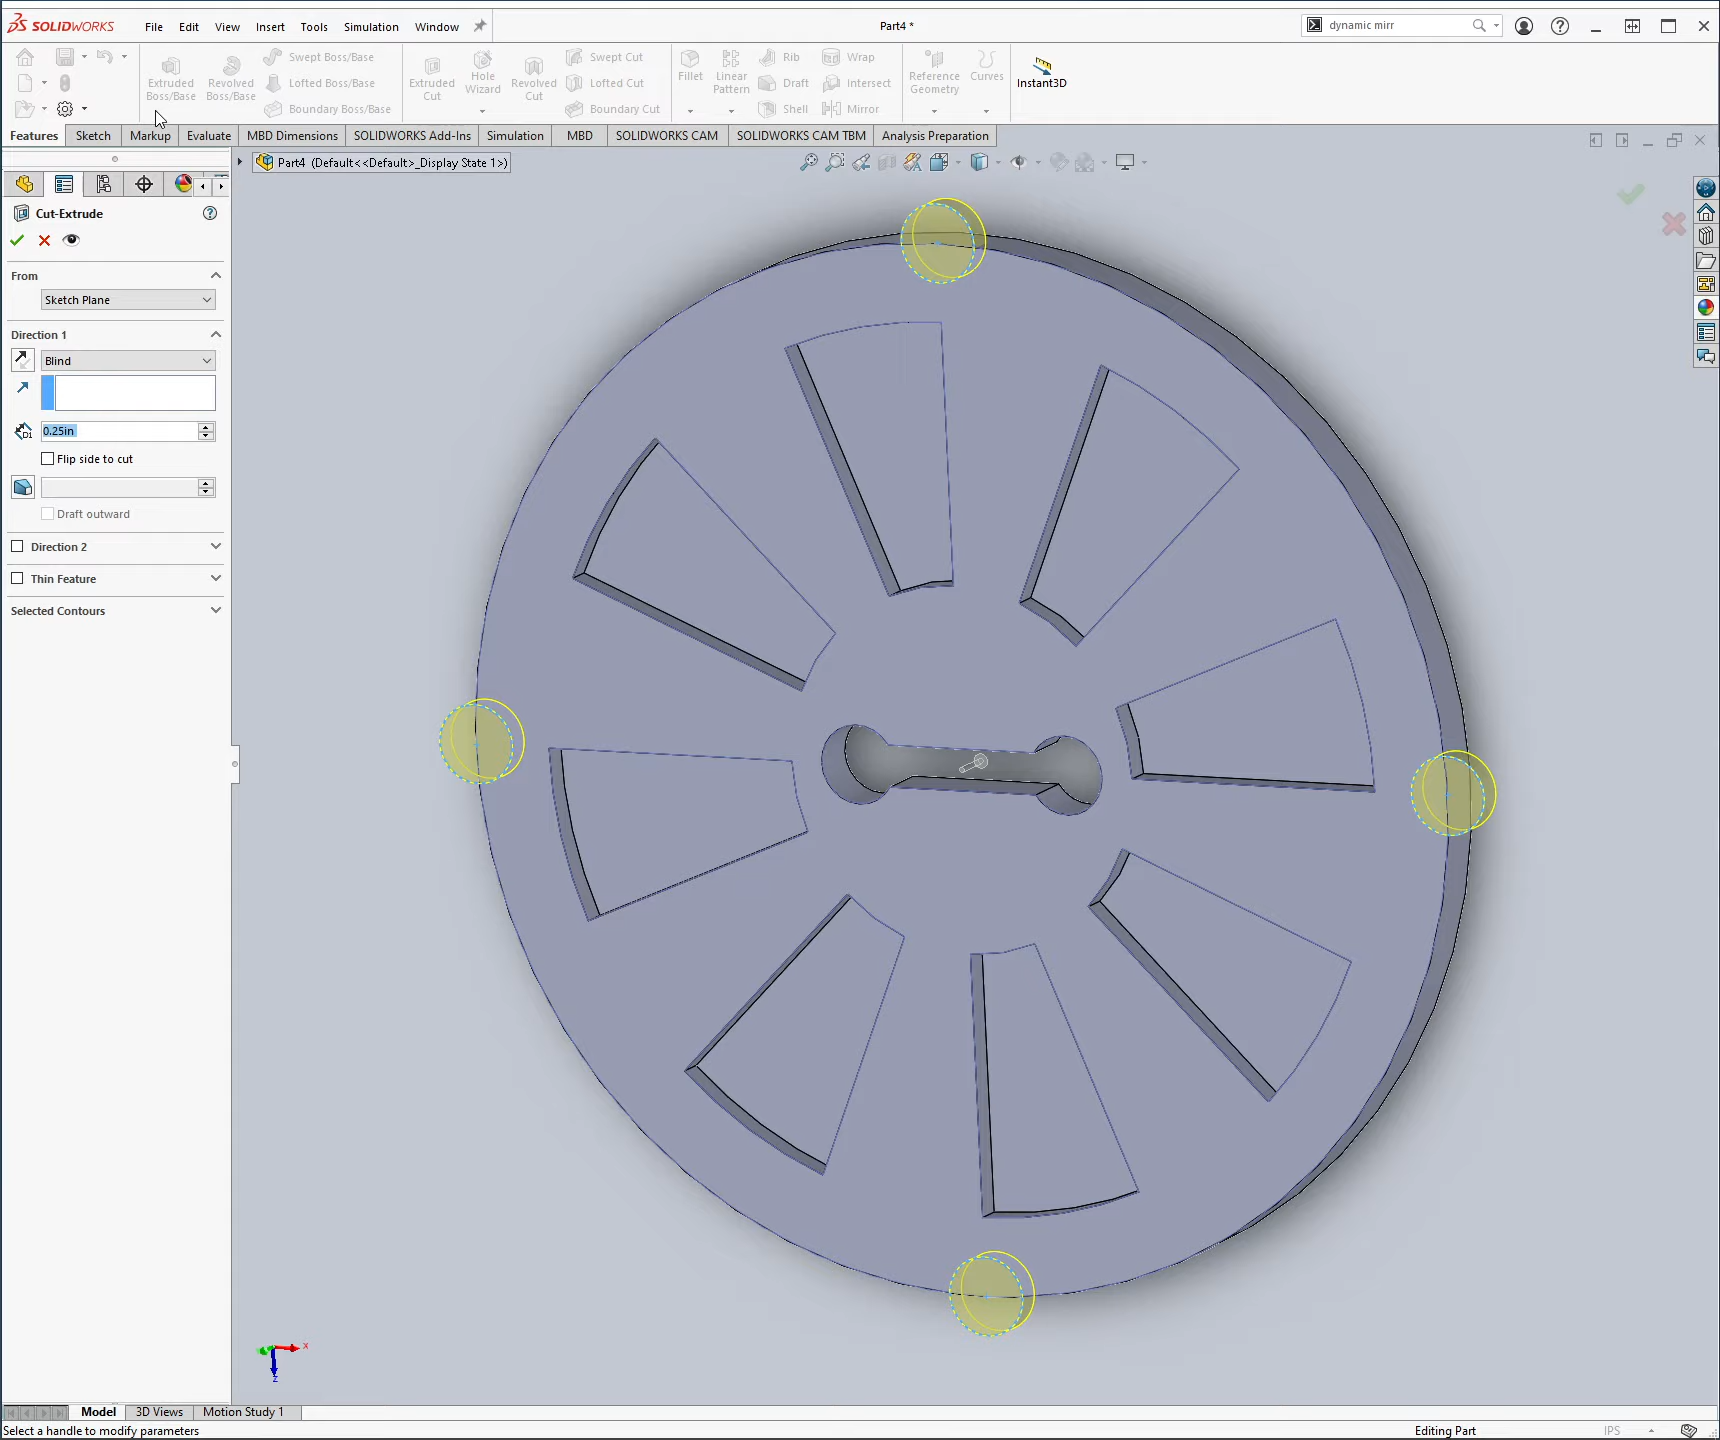 SOLIDWORKS File Edit View Insert Tools Simulation Window Part4 * dynamic mirr
Extruded Boss/Base
Revolved Boss/Base
Swept Boss/Base
Lofted Boss/Base
Boundary Boss/Base
Extruded Cut
Hole Wizard
Revolved Cut
Swept Cut
Lofted Cut
Boundary Cut
Fillet
Linear Pattern
Rib
Draft
Shell
Wrap
Intersect
Mirror
Reference Geometry
Curves
Instant3D
Features Sketch Markup Evaluate MBD Dimensions SOLIDWORKS Add-Ins Simulation MBD SOLIDWORKS CAM SOLIDWORKS CAM TBM Analysis Preparation
Part4 (Default<<Default>_Display State 1>)
Cut-Extrude
From
Sketch Plane
Direction 1
Blind
D1
0.25in
Flip side to cut
Draft outward
Direction 2
Thin Feature
Selected Contours
x
z
Model 3D Views Motion Study 1
Select a handle to modify parameters Editing Part IPS